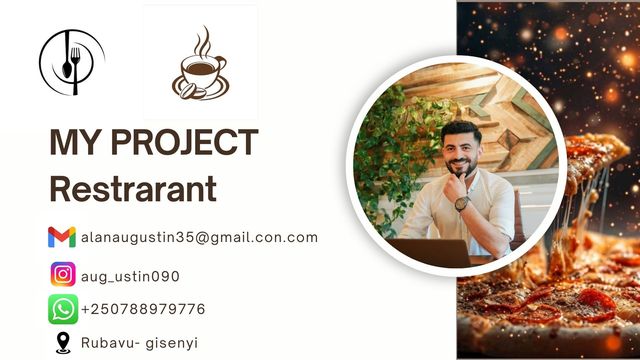 MY PROJECT
Restrarant
alanaugustin35@gmail.con.com
aug_ustin090
+250788979776
Rubavu- gisenyi